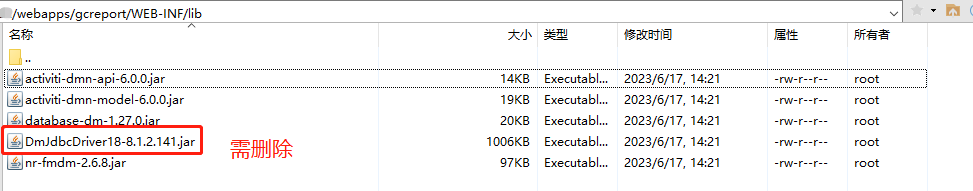 /webapps/gcreport/WEB-INF/lib
名称 大小 类型 修改时间 属性 所有者
..
activiti-dmn-api-6.0.0.jar 14KB Executabl... 2023/6/17, 14:21 -rw-r--r-- root
activiti-dmn-model-6.0.0.jar 19KB Executabl... 2023/6/17, 14:21 -rw-r--r-- root
database-dm-1.27.0.jar 20KB Executabl... 2023/6/17, 14:21 -rw-r--r-- root
DmJdbcDriver18-8.1.2.141.jar 1006KB Executabl... 2023/6/17, 14:21 -rw-r--r-- root
需删除
nr-fmdm-2.6.8.jar 97KB Executabl... 2023/6/17, 14:21 -rw-r--r-- root